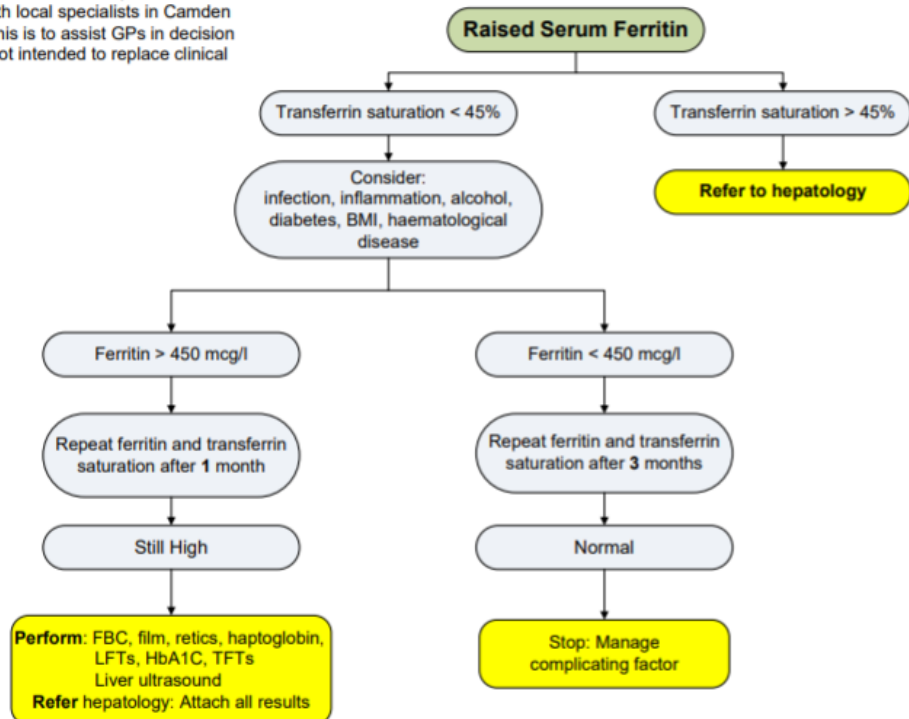 th local specialists in Camden
his is to assist GPs in decision
ot intended to replace clinical
Raised Serum Ferritin
Transferrin saturation < 45%
Transferrin saturation > 45%
Consider:
infection, inflammation, alcohol,
diabetes, BMI, haematological
disease
Refer to hepatology
Ferritin > 450 mcg/l
Ferritin < 450 mcg/l
Repeat ferritin and transferrin
saturation after 1 month
Repeat ferritin and transferrin
saturation after 3 months
Still High
Normal
Perform: FBC, film, retics, haptoglobin,
LFTs, HbA1C, TFTs
Liver ultrasound
Refer hepatology: Attach all results
Stop: Manage
complicating factor